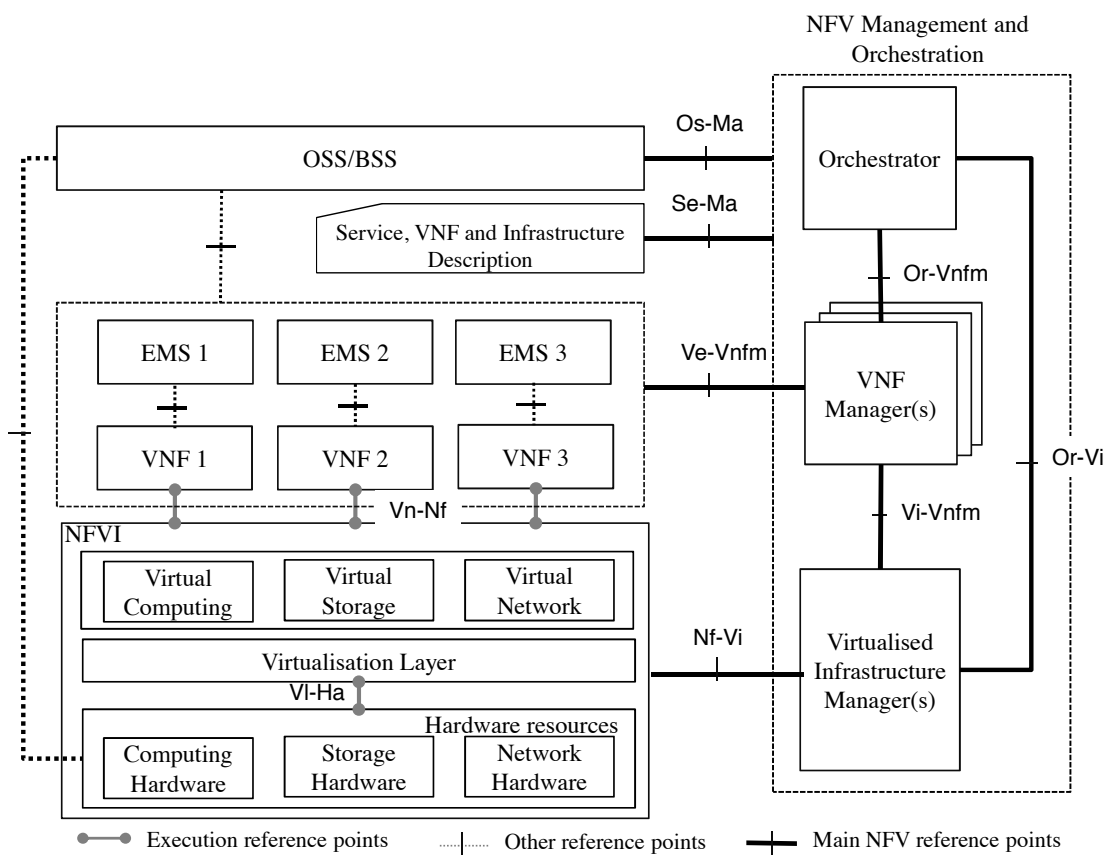 NFV Management and
Orchestration
Os-Ma
OSS/BSS
Orchestrator
Se-Ma
Service, VNF and Infrastructure
Description
Or-Vnfm
EMS 1
EMS 2
EMS 3
Ve-Vnfm
VNF
Manager(s)
VNF 1
VNF 2
VNF 3
Or-Vi
Vn-Nf
Vi-Vnfm
NFVI
Virtual
Computing
Virtual
Storage
Virtual
Network
Nf-Vi
Virtualised
Infrastructure
Manager(s)
Virtualisation Layer
Vl-Ha
Hardware resources
Computing
Hardware
Storage
Hardware
Network
Hardware
Execution reference points
Other reference points
Main NFV reference points